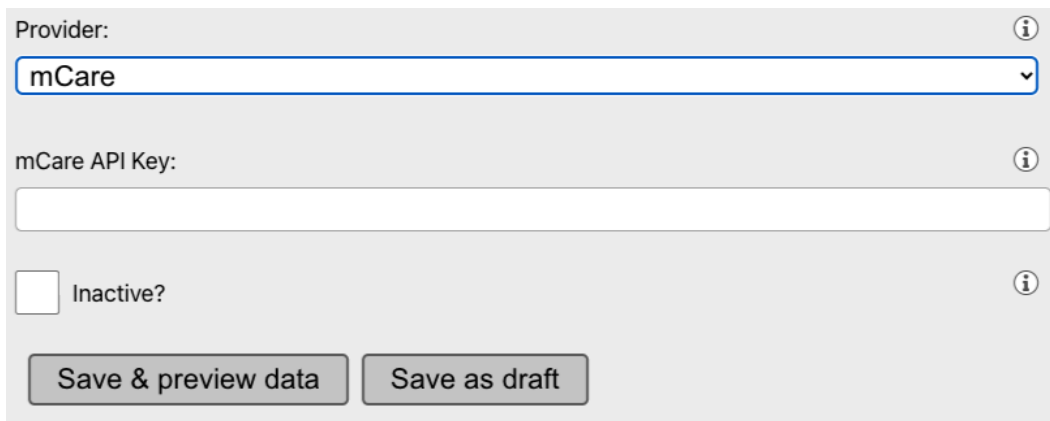 Provider:
mCare
mCare API Key:
Inactive?
Save & preview data
Save as draft